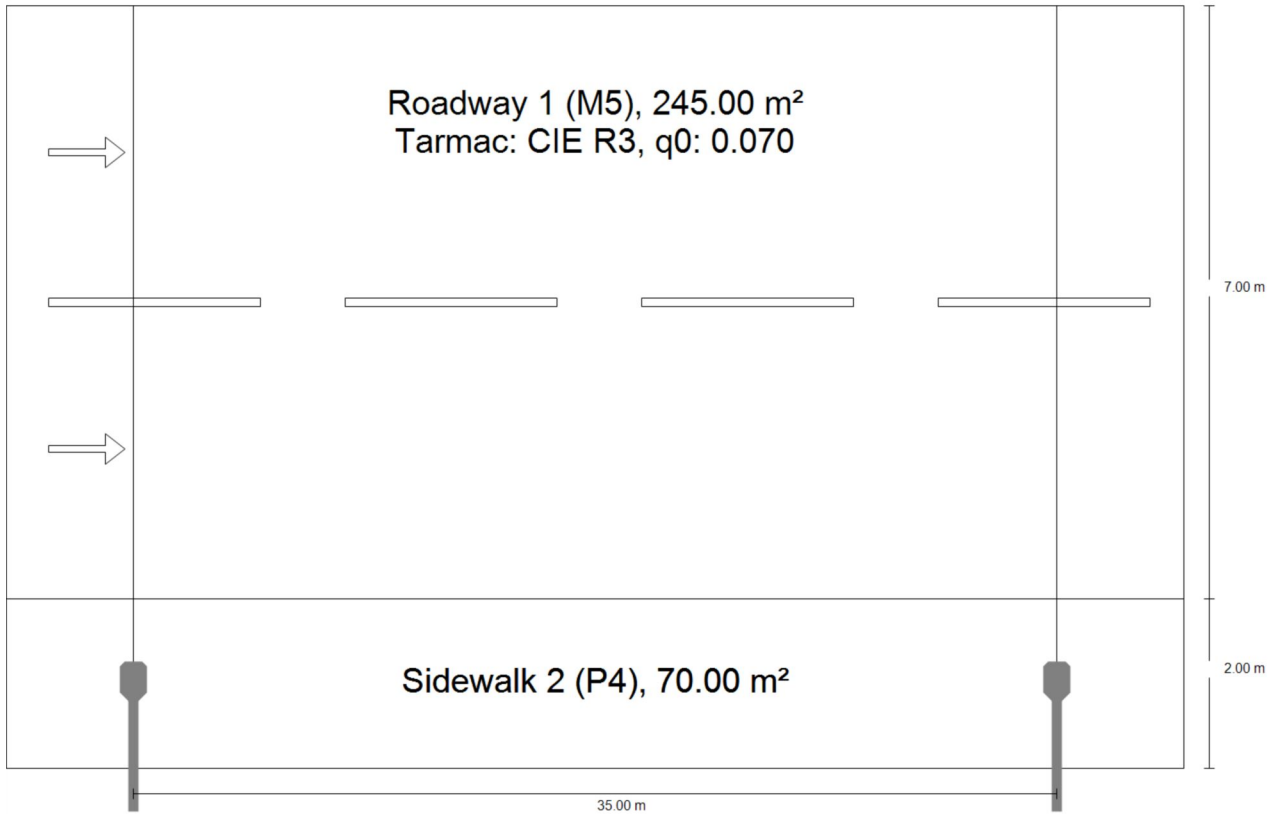 Roadway 1 (M5), 245.00 m²
Tarmac: CIE R3, q0: 0.070
7.00 m
Sidewalk 2 (P4), 70.00 m²
2.00 m
35.00 m